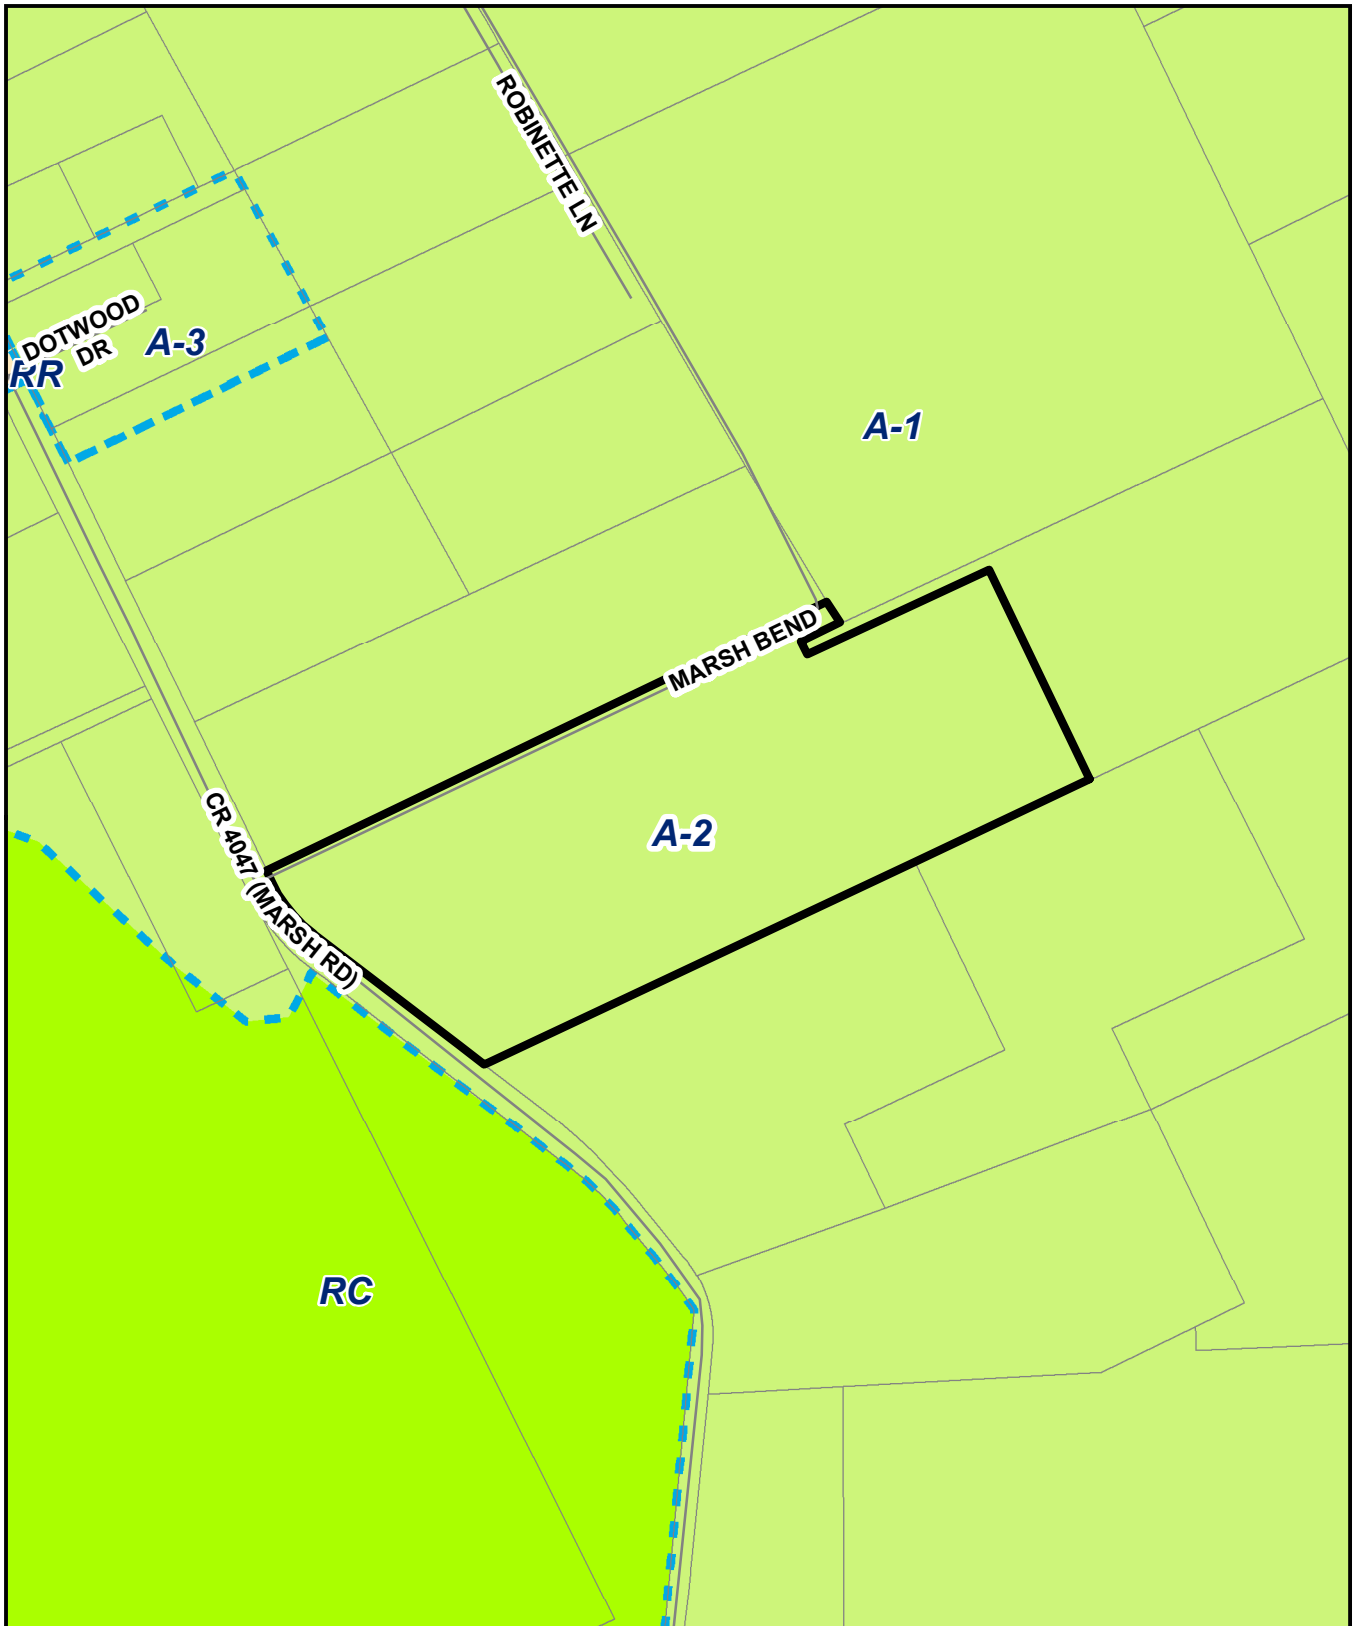 ROBINETTE LN
DOTWOOD
DR
A-3
RR
A-1
MARSH BEND
A-2
CR 4047 (MARSH RD)
RC